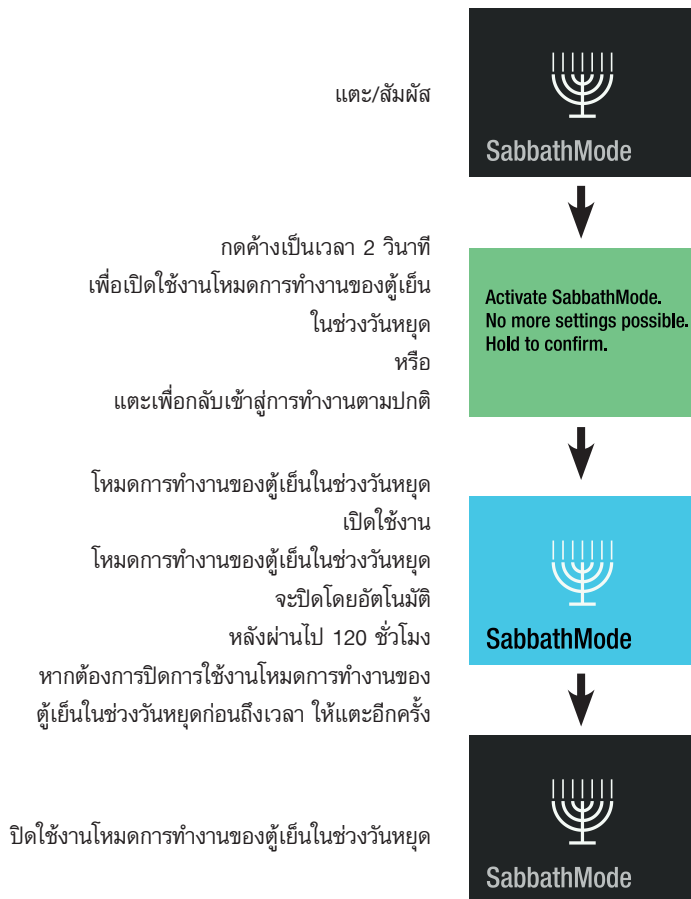 แตะ/สัมผัส
SabbathMode
กดค้างเป็นเวลา 2 วินาที
เพื่อเปิดใช้งานโหมดการทำงานของตู้เย็น
ในช่วงวันหยุด
หรือ
แตะเพื่อกลับเข้าสู่การทำงานตามปกติ
Activate SabbathMode.
No more settings possible.
Hold to confirm.
โหมดการทำงานของตู้เย็นในช่วงวันหยุด
เปิดใช้งาน
โหมดการทำงานของตู้เย็นในช่วงวันหยุด
จะปิดโดยอัตโนมัติ
หลังผ่านไป 120 ชั่วโมง
หากต้องการปิดการใช้งานโหมดการทำงานของ
ตู้เย็นในช่วงวันหยุดก่อนถึงเวลา ให้แตะอีกครั้ง
SabbathMode
ปิดใช้งานโหมดการทำงานของตู้เย็นในช่วงวันหยุด
SabbathMode